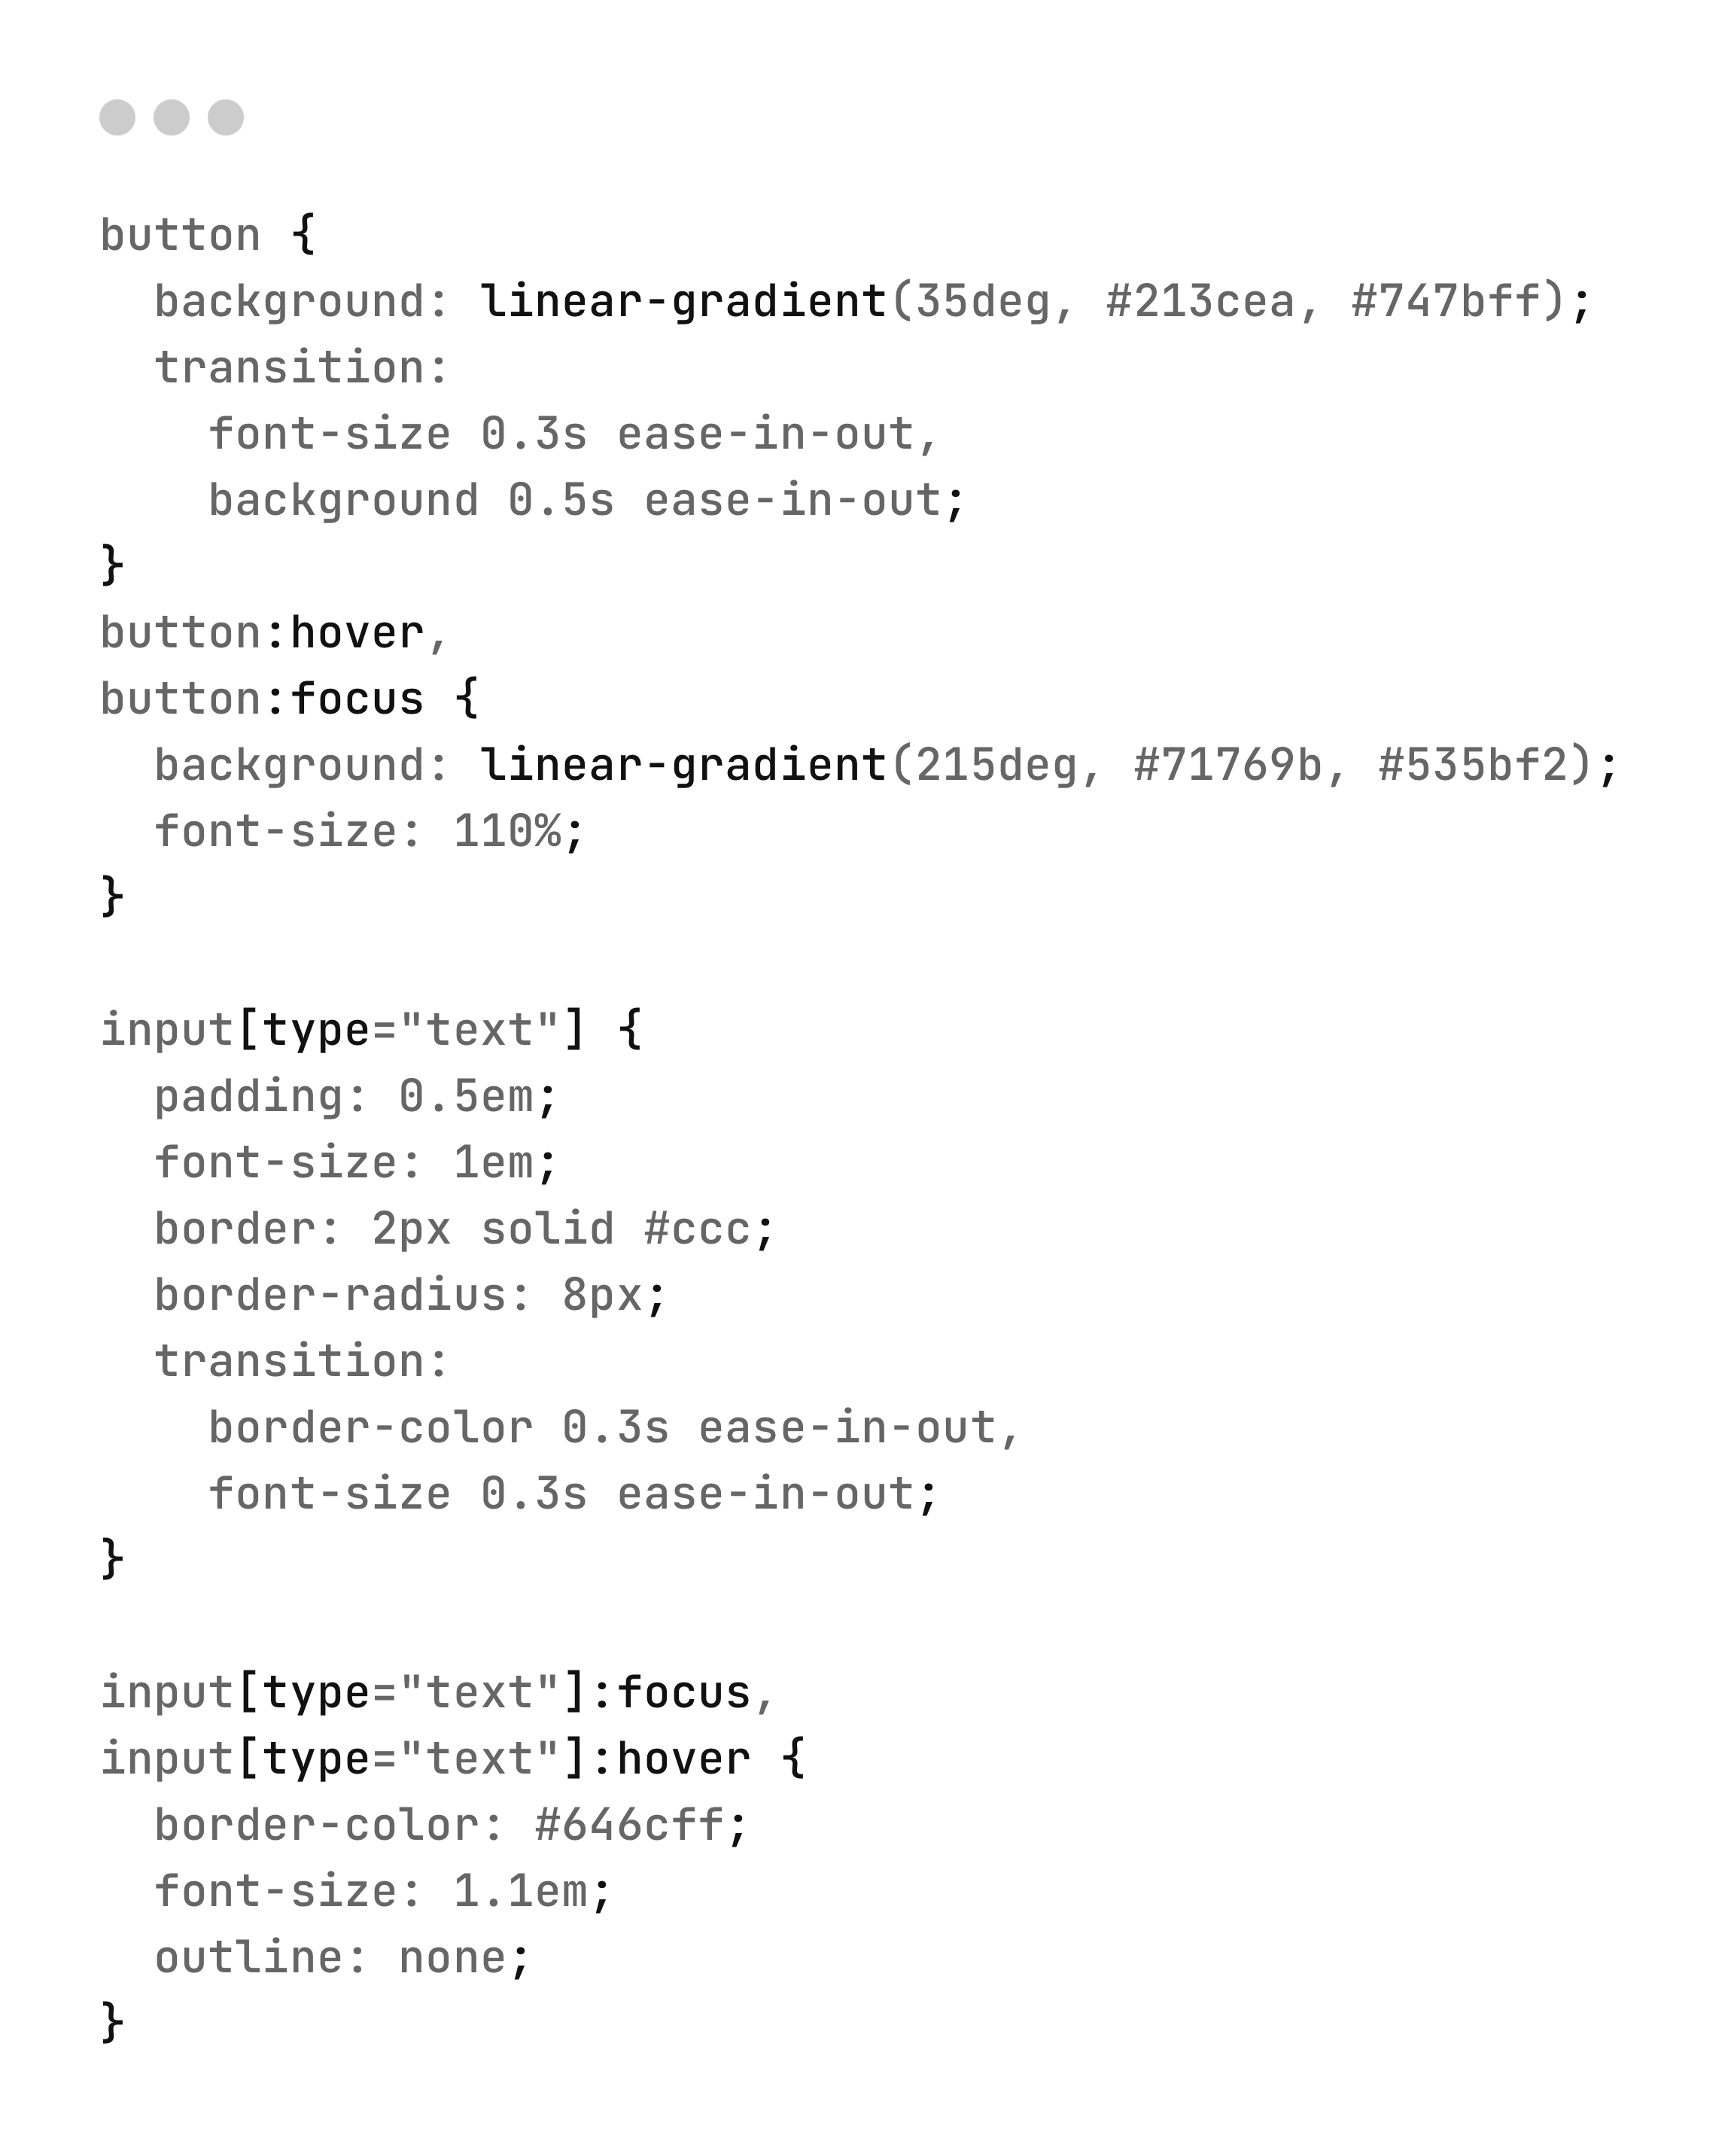 button {
  background: linear-gradient(35deg, #213cea, #747bff);
  transition:
    font-size 0.3s ease-in-out,
    background 0.5s ease-in-out;
}
button:hover,
button:focus {
  background: linear-gradient(215deg, #71769b, #535bf2);
  font-size: 110%;
}

input[type="text"] {
  padding: 0.5em;
  font-size: 1em;
  border: 2px solid #ccc;
  border-radius: 8px;
  transition:
    border-color 0.3s ease-in-out,
    font-size 0.3s ease-in-out;
}

input[type="text"]:focus,
input[type="text"]:hover {
  border-color: #646cff;
  font-size: 1.1em;
  outline: none;
}